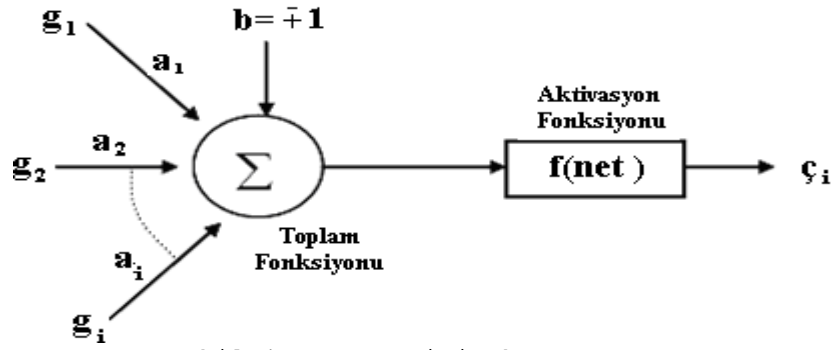 g₁
a₁
b= ∓1
a₂
g₂
aᵢ
gᵢ
Σ
Toplam
Fonksiyonu
Aktivasyon
Fonksiyonu
f(net )
çᵢ